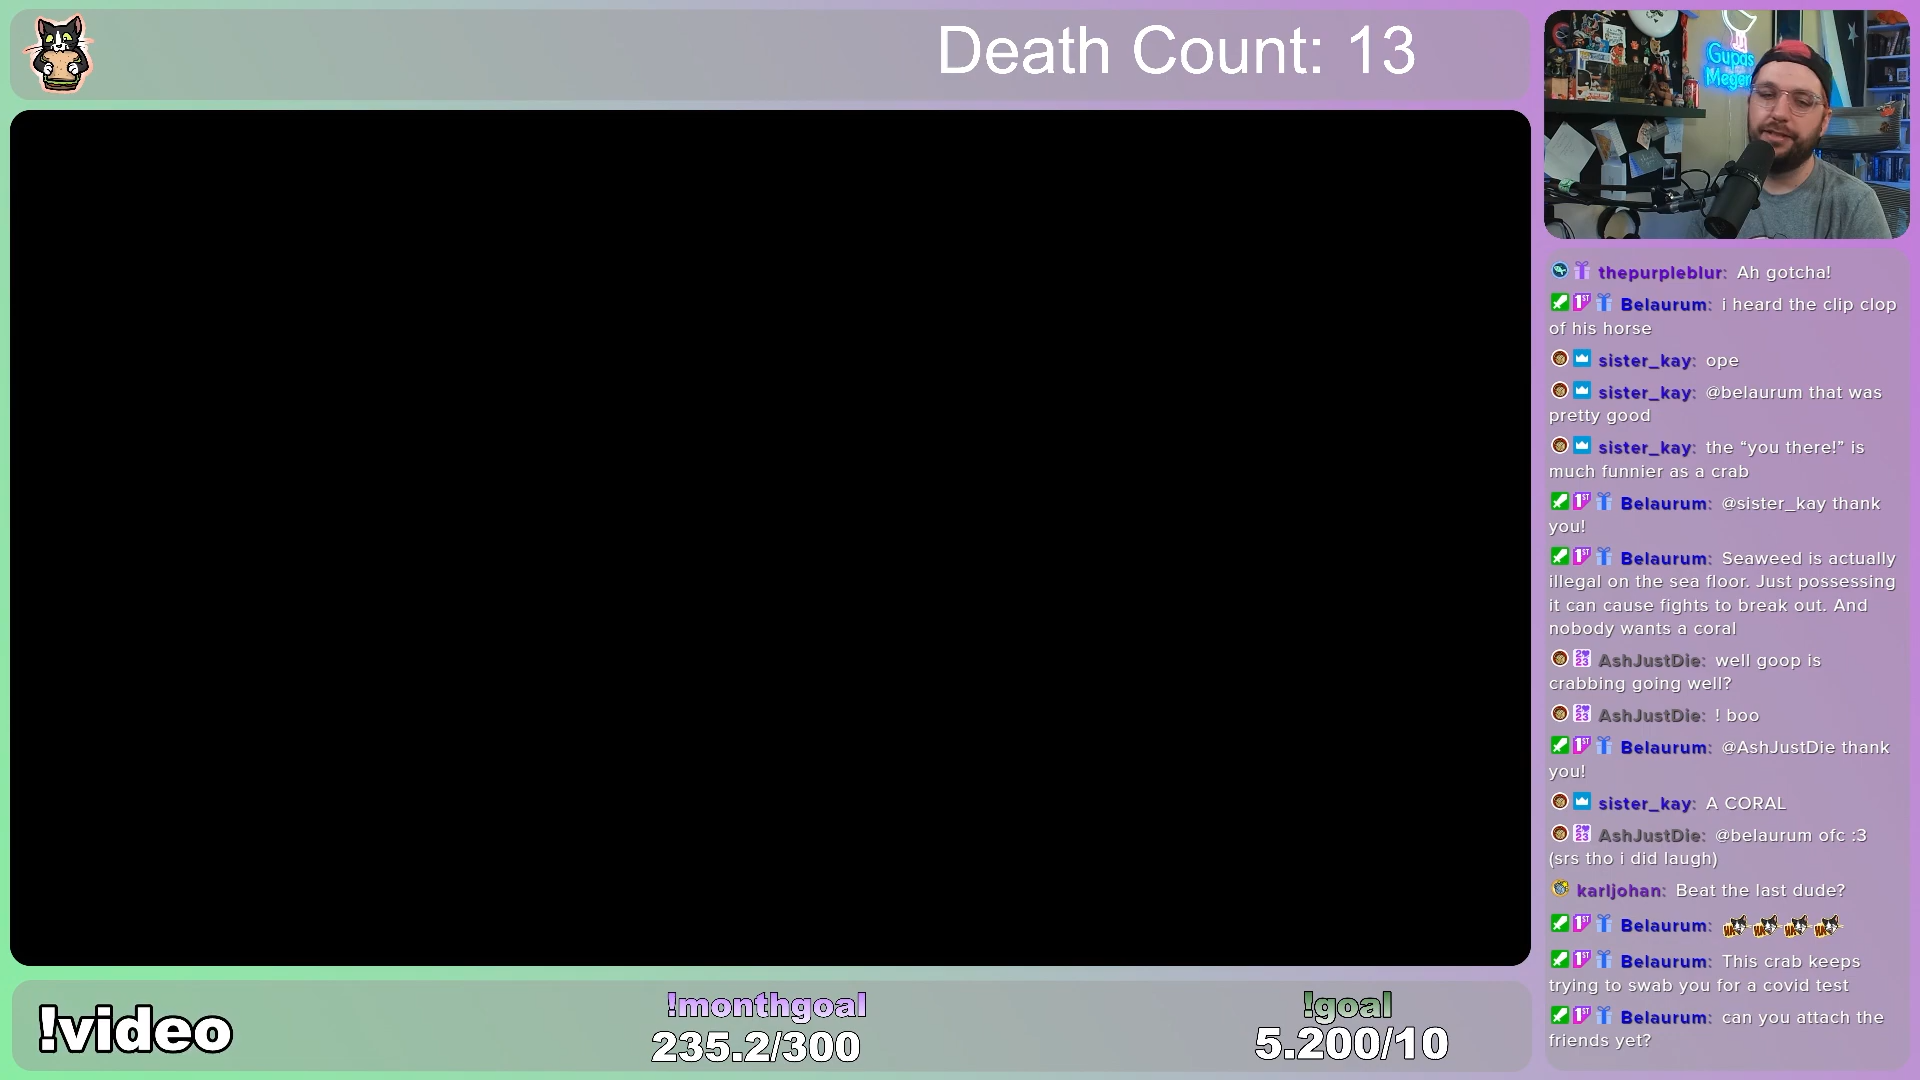 Death Count: 13
Gupds
Meger
thepurpleblur: Ah gotcha!
Belaurum: i heard the clip clop
of his horse
sister_kay: ope
sister_kay: @belaurum that was
pretty good
sister_kay: the “you there!” is
much funnier as a crab
Belaurum: @sister_kay thank
you!
Belaurum: Seaweed is actually
illegal on the sea floor. Just possessing
it can cause fights to break out. And
nobody wants a coral
AshJustDie: well goop is
crabbing going well?
AshJustDie: ! boo
Belaurum: @AshJustDie thank
you!
sister_kay: A CORAL
AshJustDie: @belaurum ofc :3
(srs tho i did laugh)
karljohan: Beat the last dude?
Belaurum:
Belaurum: This crab keeps
trying to swab you for a covid test
Belaurum: can you attach the
friends yet?
!video
!monthgoal
235.2/300
!goal
5.200/10